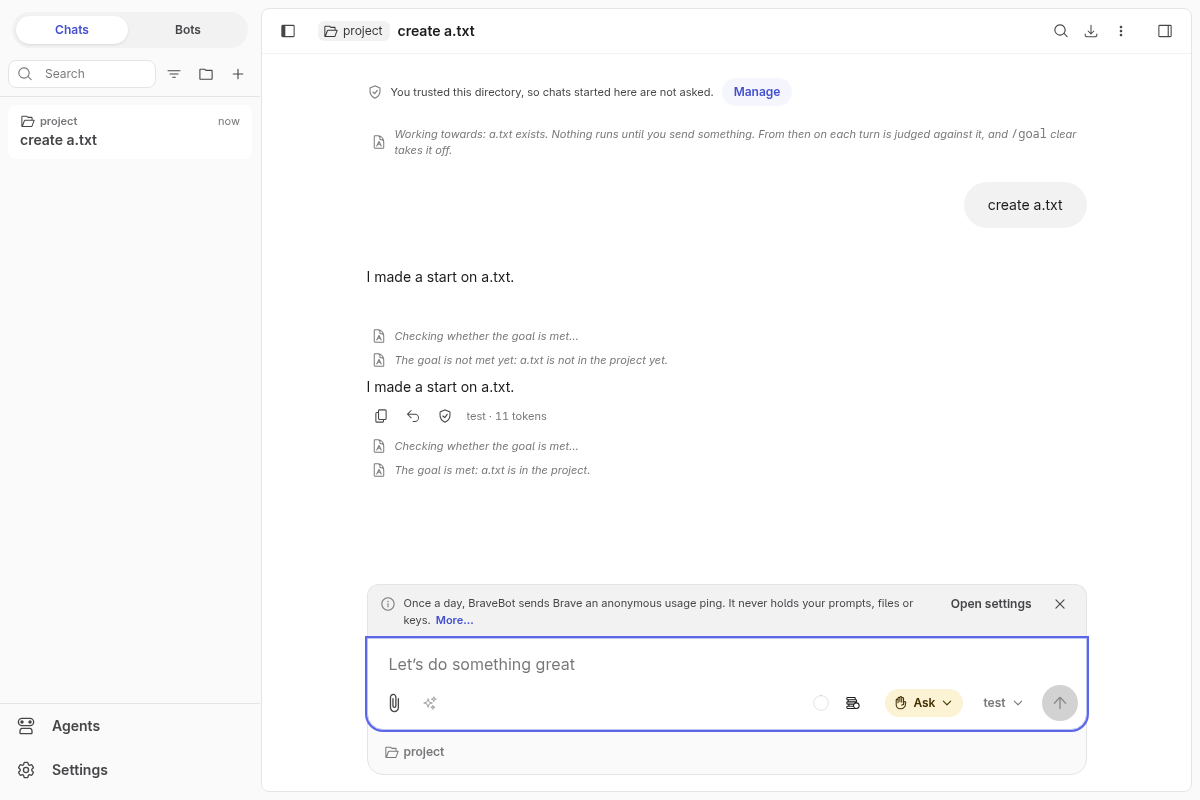 Chats
Bots
Search
project
now
create a.txt
Agents
Settings
project
create a.txt
You trusted this directory, so chats started here are not asked.
Manage
Working towards: a.txt exists. Nothing runs until you send something. From then on each turn is judged against it, and /goal clear
takes it off.
create a.txt
I made a start on a.txt.
Checking whether the goal is met...
The goal is not met yet: a.txt is not in the project yet.
I made a start on a.txt.
test · 11 tokens
Checking whether the goal is met...
The goal is met: a.txt is in the project.
Once a day, BraveBot sends Brave an anonymous usage ping. It never holds your prompts, files or
keys. More...
Open settings
Let's do something great
Ask
test
project